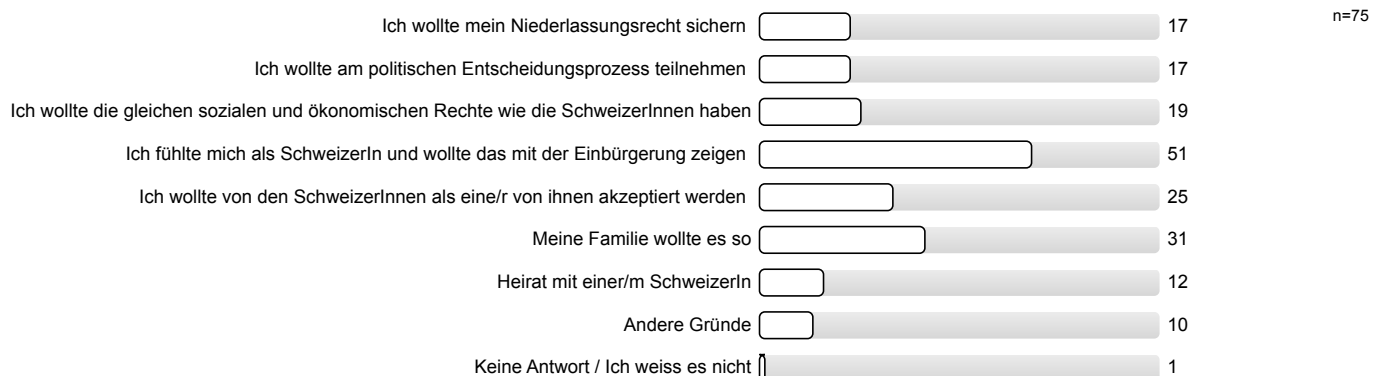 n=75
Ich wollte mein Niederlassungsrecht sichern 17
Ich wollte am politischen Entscheidungsprozess teilnehmen 17
Ich wollte die gleichen sozialen und ökonomischen Rechte wie die SchweizerInnen haben 19
Ich fühlte mich als SchweizerIn und wollte das mit der Einbürgerung zeigen 51
Ich wollte von den SchweizerInnen als eine/r von ihnen akzeptiert werden 25
Meine Familie wollte es so 31
Heirat mit einer/m SchweizerIn 12
Andere Gründe 10
Keine Antwort / Ich weiss es nicht 1